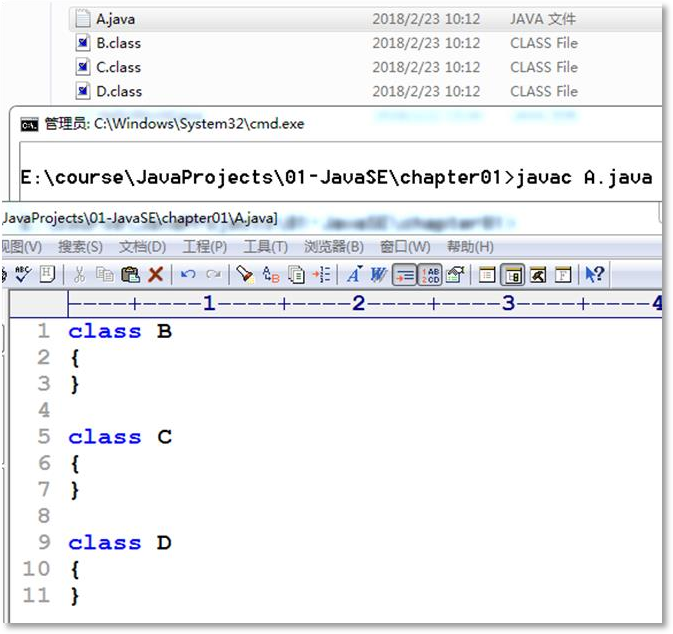 A.java 2018/2/23 10:12 JAVA 文件
B.class 2018/2/23 10:12 CLASS File
C.class 2018/2/23 10:12 CLASS File
D.class 2018/2/23 10:12 CLASS File
管理员: C:\Windows\System32\cmd.exe
E:\course\JavaProjects\01-JavaSE\chapter01>javac A.java
JavaProjects\01-JavaSE\chapter01\A.java]
视图(V) 搜索(S) 文档(D) 工程(P) 工具(T) 浏览器(B) 窗口(W) 帮助(H)
----+----1----+----2----+----3----+----4
1 class B
2 {
3 }
4
5 class C
6 {
7 }
8
9 class D
10 {
11 }